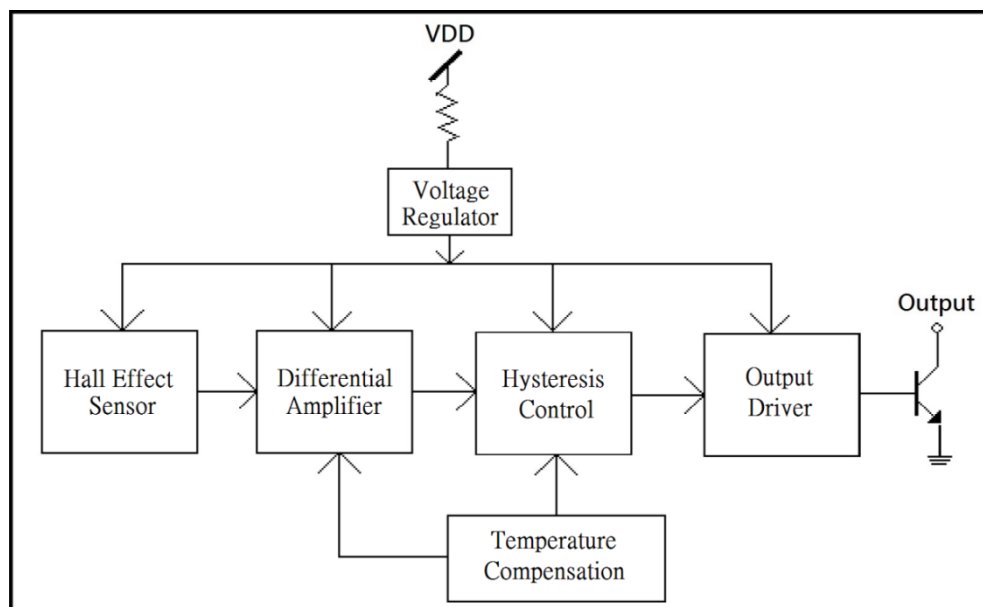 VDD
Voltage
Regulator
Output
Hall Effect
Sensor
Differential
Amplifier
Hysteresis
Control
Output
Driver
Temperature
Compensation